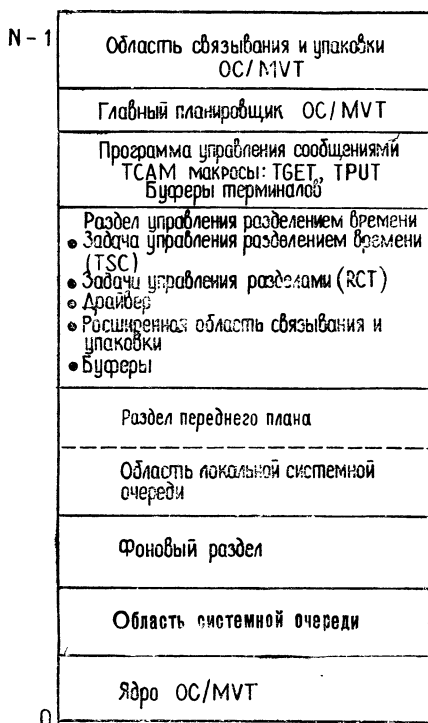 N-1
Область связывания и упаковки
ОС/MVT
Главный планировщик ОС/MVT
Программа управления сообщениями
TCAM макросы: TGET, TPUT
Буферы терминалов
Раздел управления разделением времени
• Задача управления разделением времени
(TSC)
• Задачи управления разделами (RCT)
• Драйвер
• Расширенная область связывания и
упаковки
• Буферы
Раздел переднего плана
Область локальной системной
очереди
Фоновый раздел
Область системной очереди
Ядро ОС/MVT
0